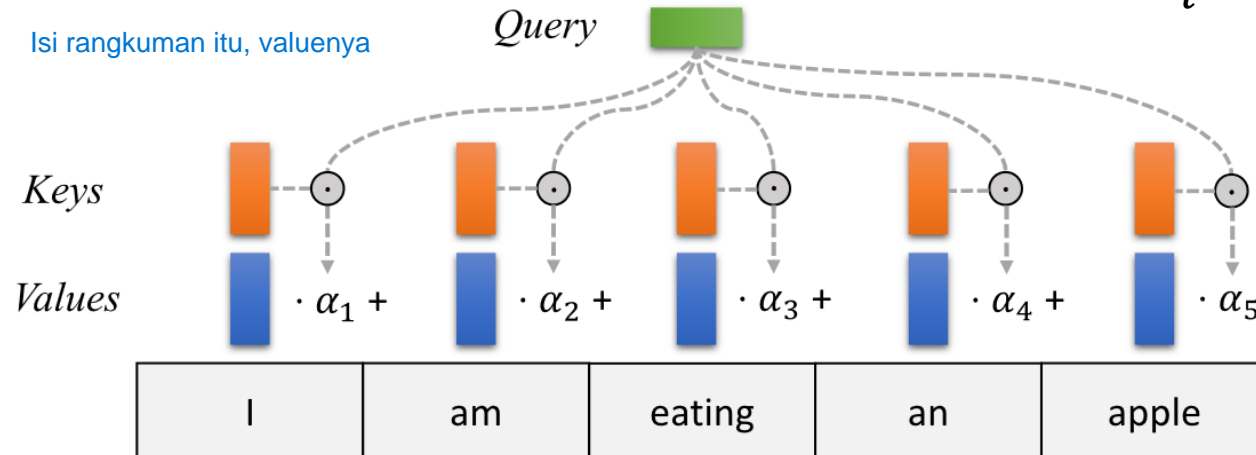 i
Query
Isi rangkuman itu, valuenya
Keys
Values · α₁ + · α₂ + · α₃ + · α₄ + · α₅
I am eating an apple